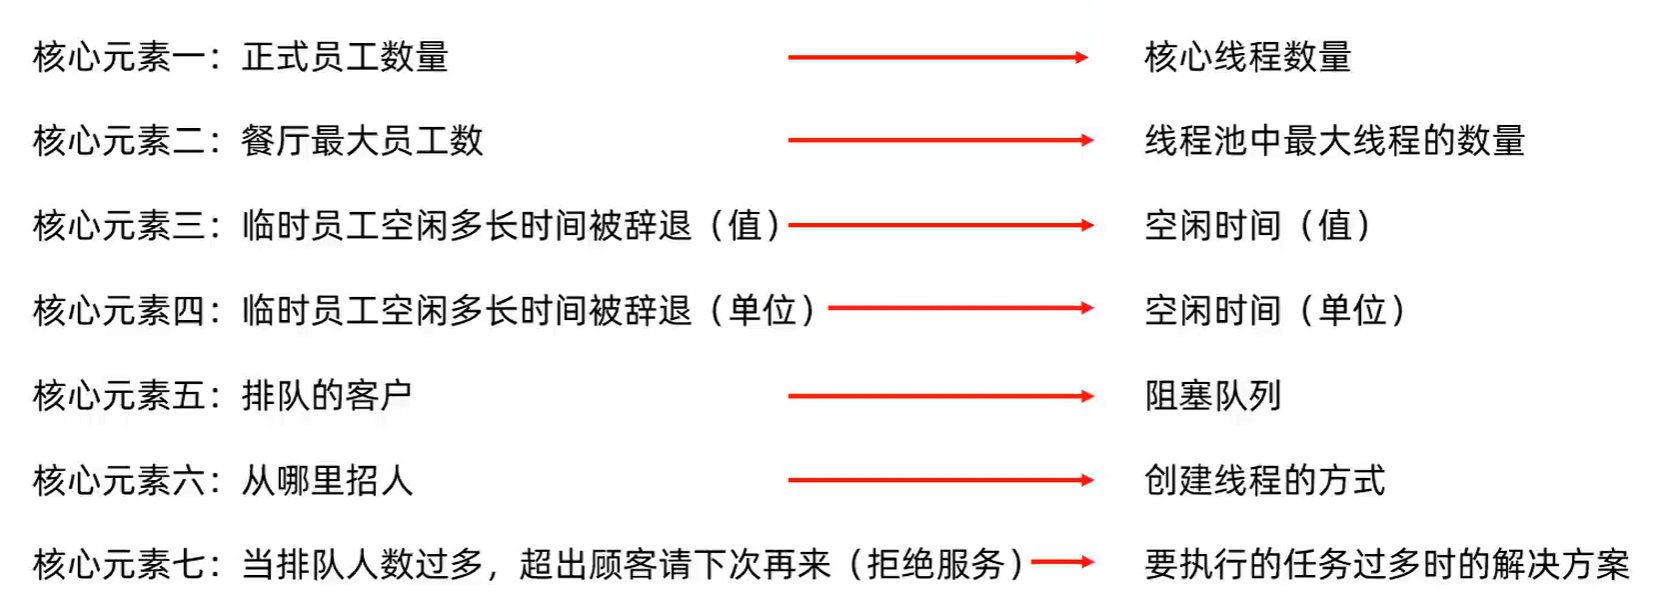 核心元素一：正式员工数量 核心线程数量
核心元素二：餐厅最大员工数 线程池中最大线程的数量
核心元素三：临时员工空闲多长时间被辞退（值） 空闲时间（值）
核心元素四：临时员工空闲多长时间被辞退（单位） 空闲时间（单位）
核心元素五：排队的客户 阻塞队列
核心元素六：从哪里招人 创建线程的方式
核心元素七：当排队人数过多，超出顾客请下次再来（拒绝服务） 要执行的任务过多时的解决方案